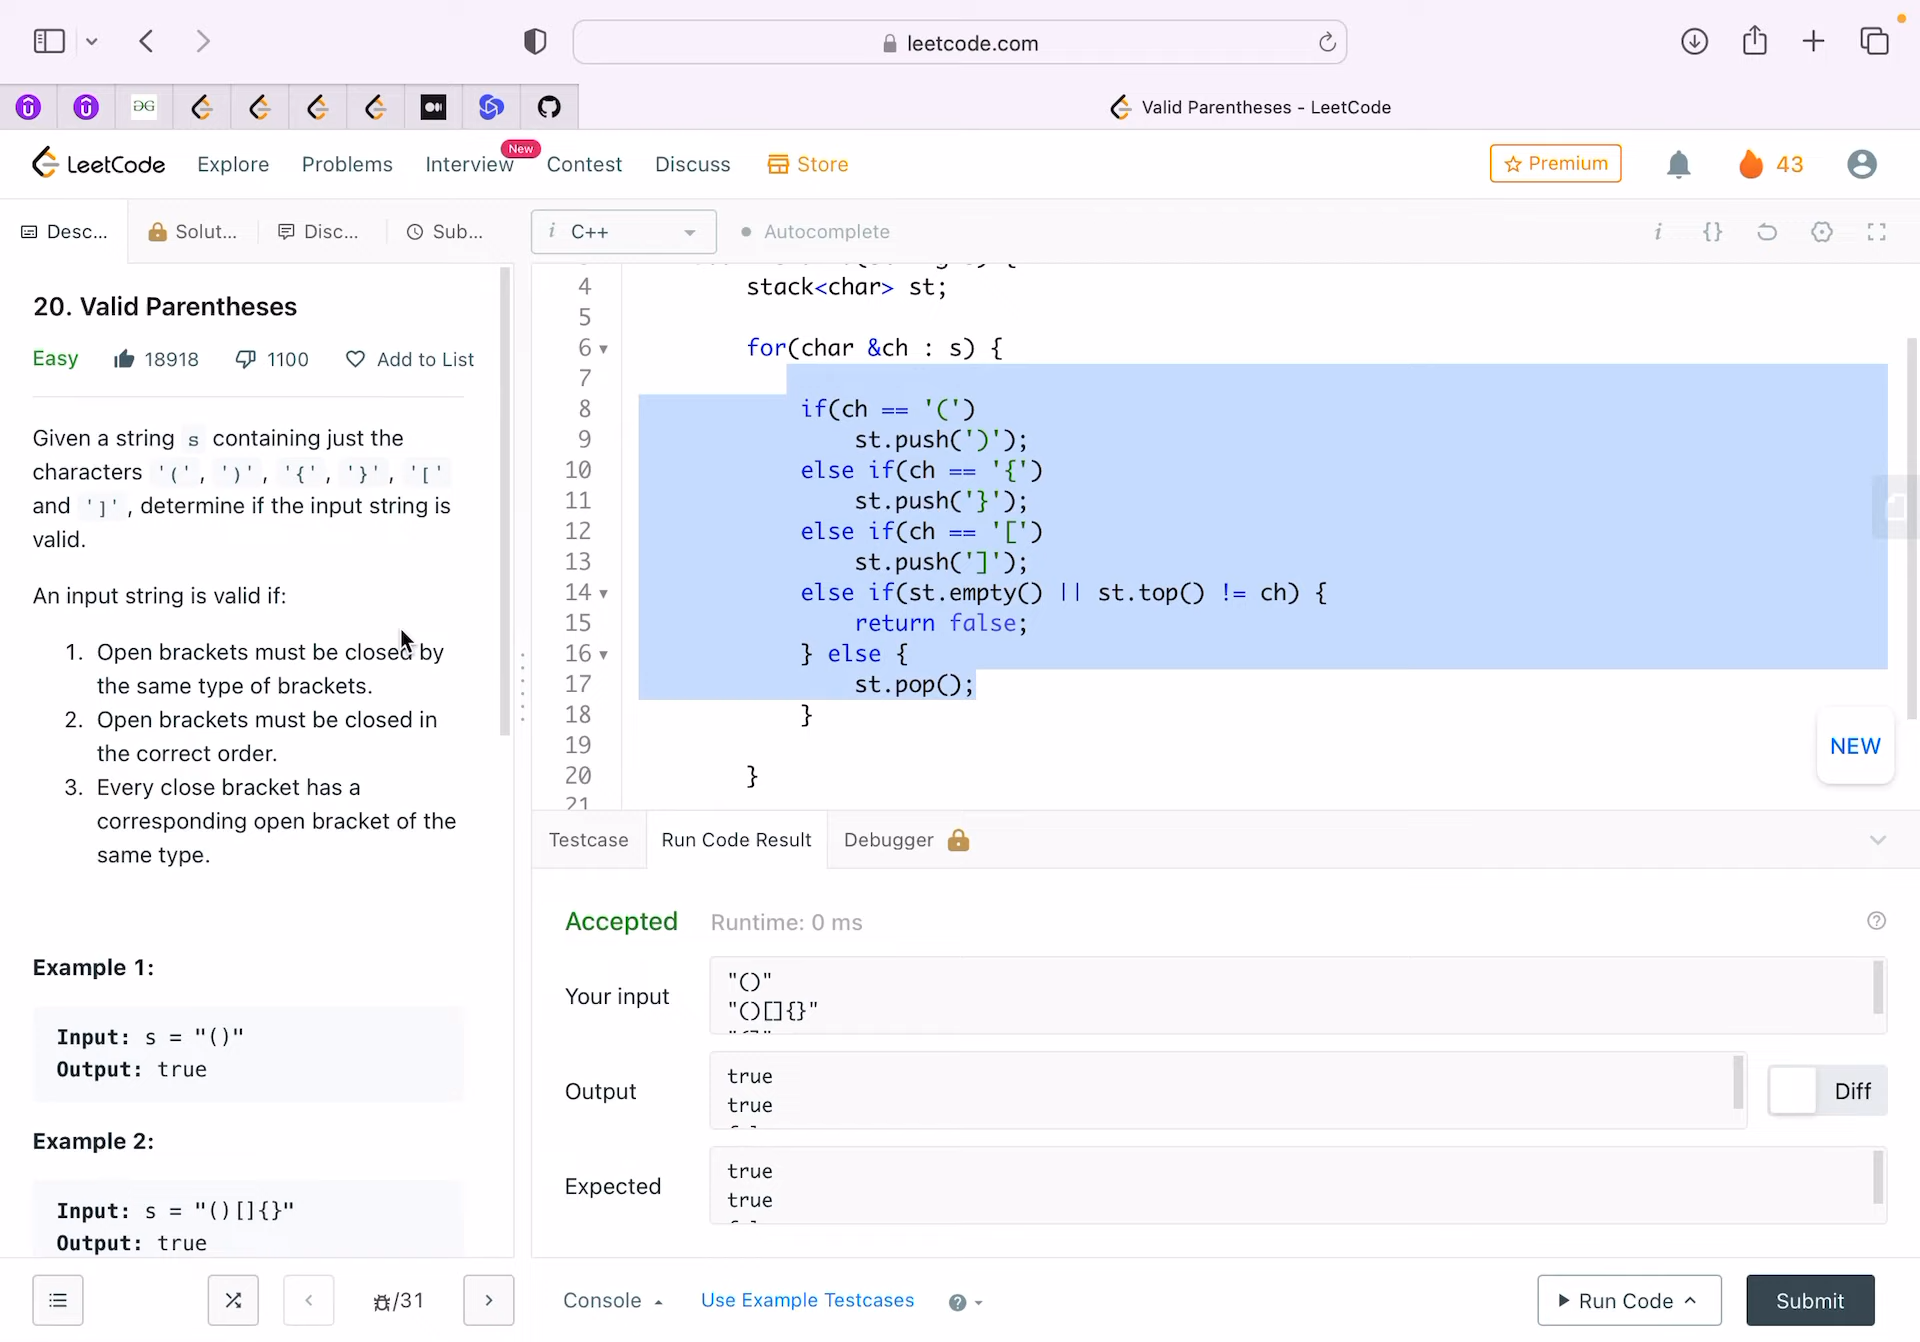 leetcode.com
Valid Parentheses - LeetCode
LeetCode
Explore
Problems
Interview
New
Contest
Discuss
Store
Premium
43
Desc...
Solut...
Disc...
Sub...
i C++
Autocomplete
i {}
20. Valid Parentheses
Easy
18918
1100
Add to List
Given a string s containing just the
characters '(', ')', '{', '}', '['
and ']', determine if the input string is
valid.
An input string is valid if:
1. Open brackets must be closed by
the same type of brackets.
2. Open brackets must be closed in
the correct order.
3. Every close bracket has a
corresponding open bracket of the
same type.
Example 1:
Input: s = "()"
Output: true
Example 2:
Input: s = "()[]{}"
Output: true
/31
4 stack<char> st;
5
6 for(char &ch : s) {
7
8 if(ch == '(')
9 st.push(')');
10 else if(ch == '{')
11 st.push('}');
12 else if(ch == '[')
13 st.push(']');
14 else if(st.empty() || st.top() != ch) {
15 return false;
16 } else {
17 st.pop();
18 }
19
20 }
21
NEW
Testcase
Run Code Result
Debugger
Accepted
Runtime: 0 ms
Your input
"()"
"()[]{}"
Output
true
true
Diff
Expected
true
true
Console
Use Example Testcases
Run Code
Submit